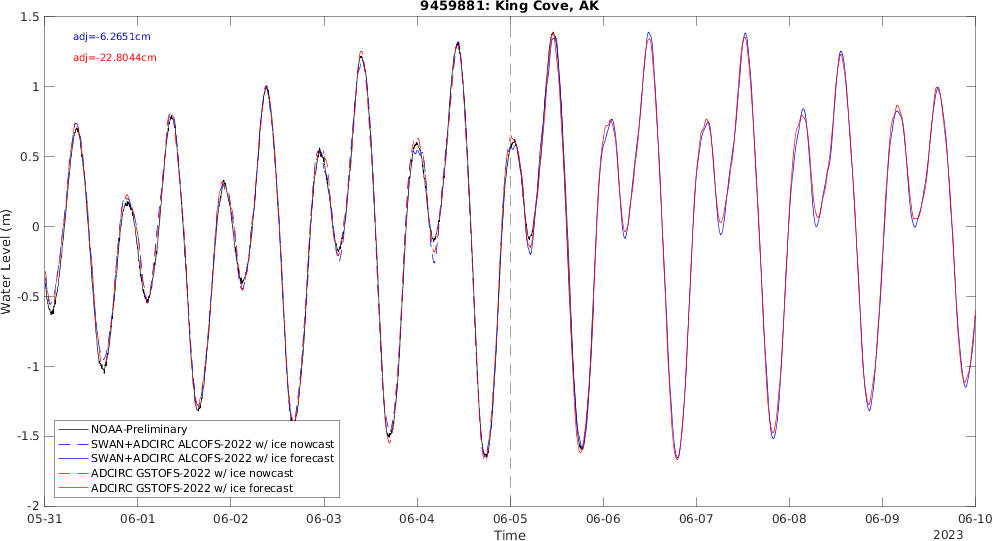 9459881: King Cove, AK
adj=-6.2651cm
adj=-22.8044cm
Water Level (m)
1.5
1
0.5
0
-0.5
-1
-1.5
-2
NOAA-Preliminary
SWAN+ADCIRC ALCOFS-2022 w/ ice nowcast
SWAN+ADCIRC ALCOFS-2022 w/ ice forecast
ADCIRC GSTOFS-2022 w/ ice nowcast
ADCIRC GSTOFS-2022 w/ ice forecast
05-31 06-01 06-02 06-03 06-04 06-05 06-06 06-07 06-08 06-09 06-10
Time
2023